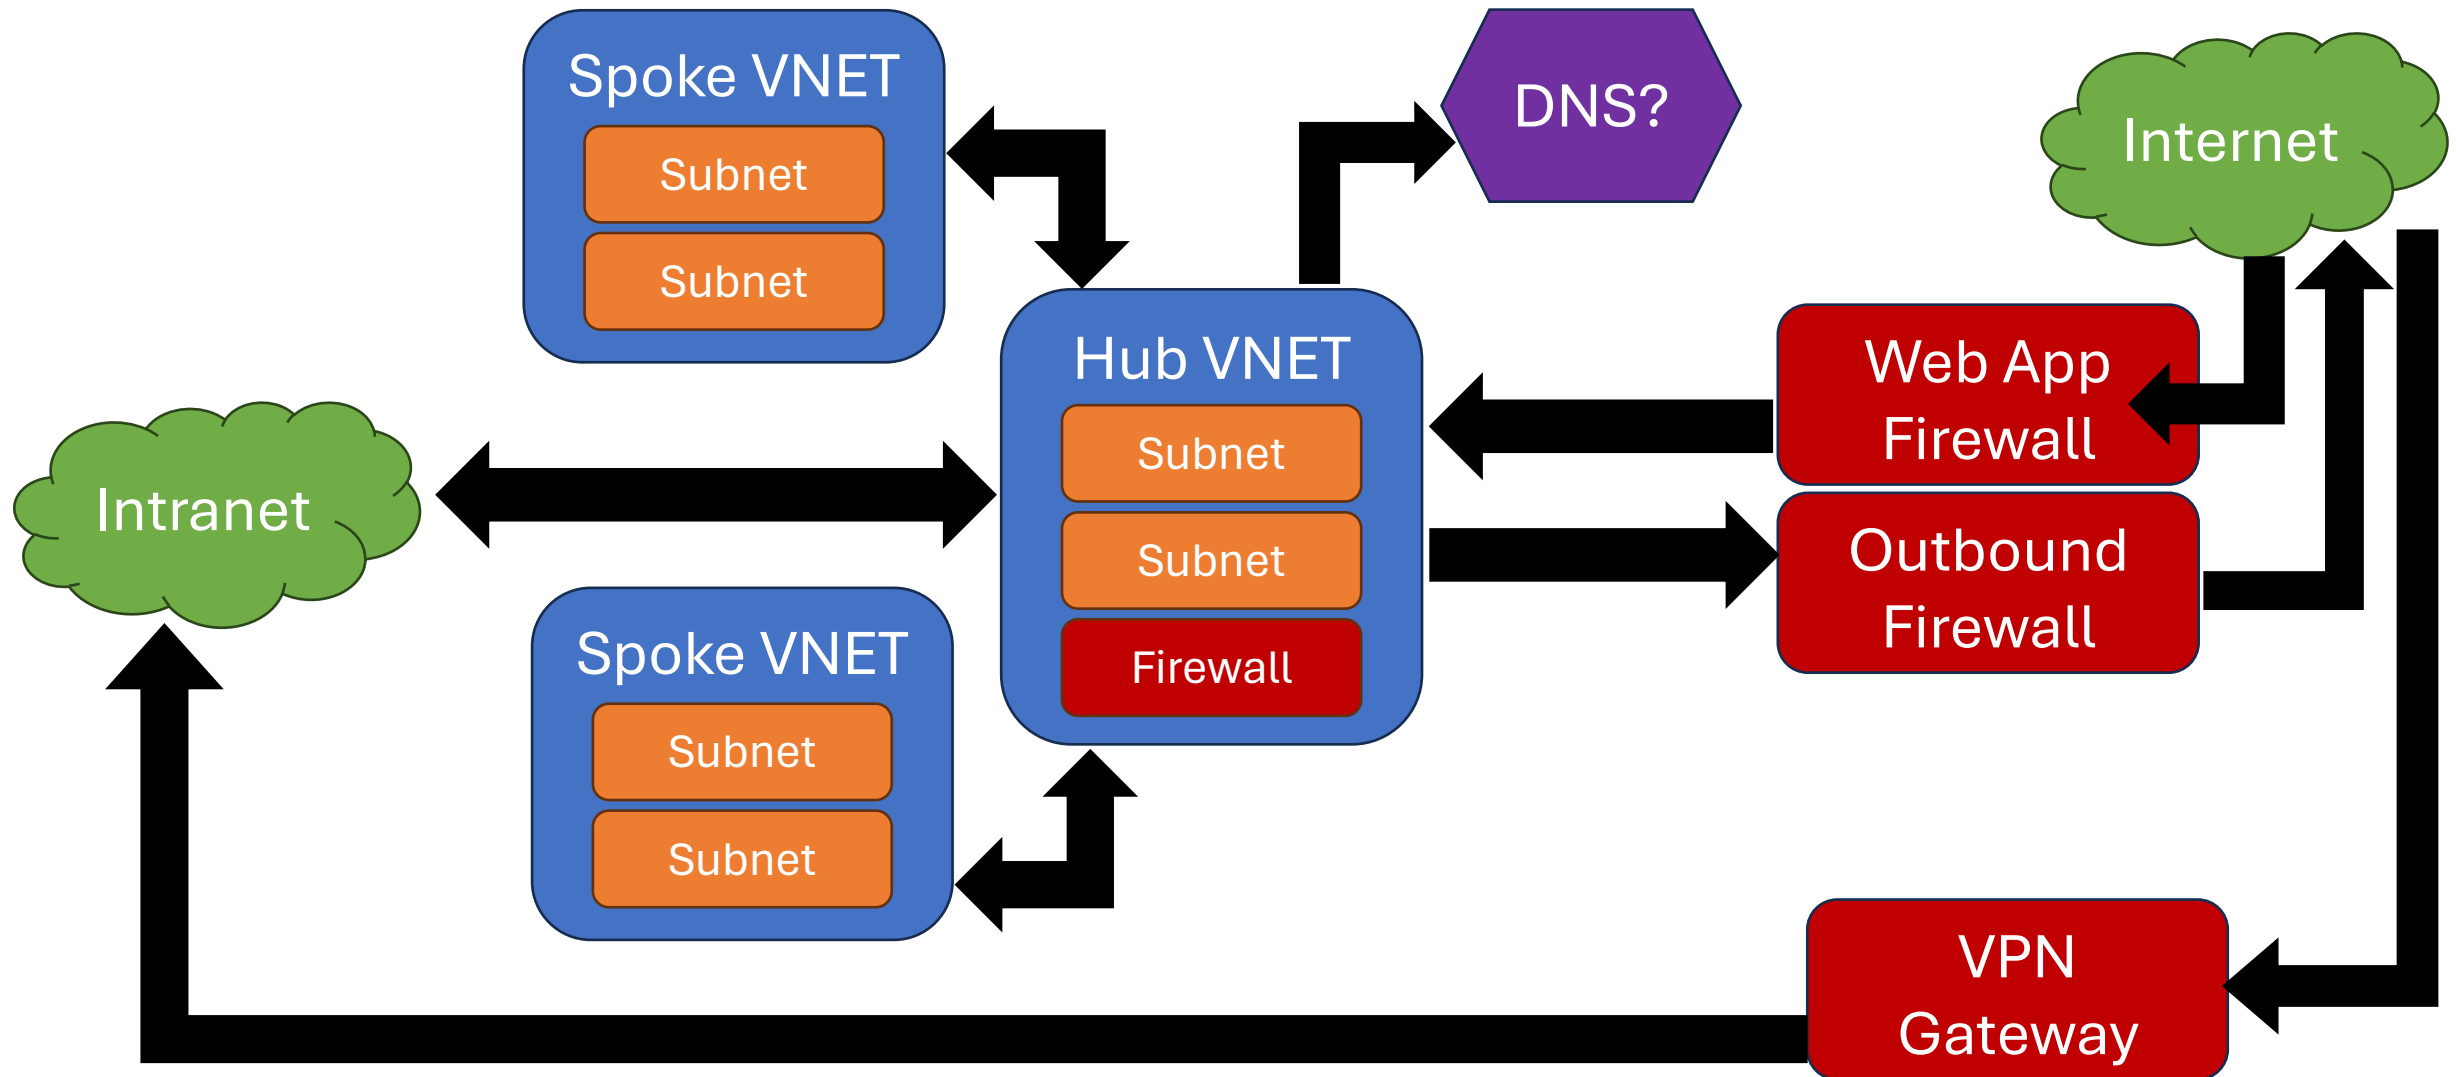 Spoke VNET
Subnet
Subnet
DNS?
Internet
Hub VNET
Subnet
Subnet
Firewall
Web App
Firewall
Outbound
Firewall
Intranet
Spoke VNET
Subnet
Subnet
VPN
Gateway